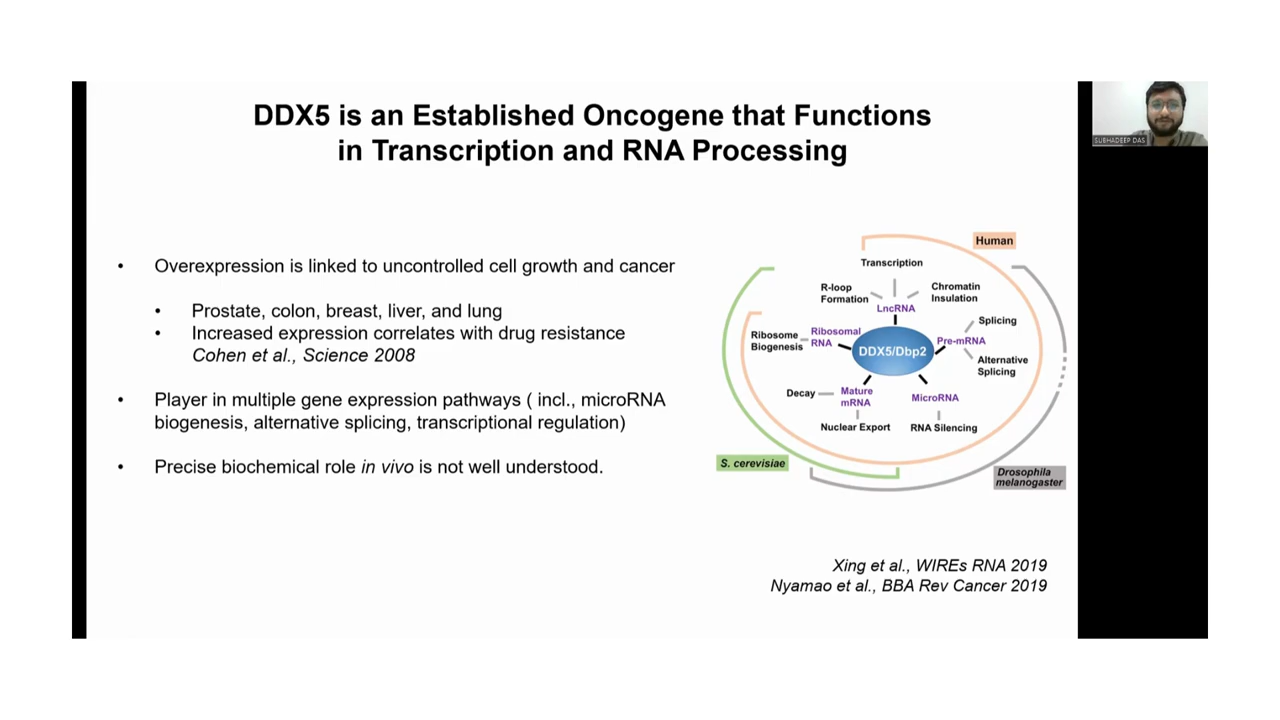 DDX5 is an Established Oncogene that Functions
in Transcription and RNA Processing
SUBHADEEP DAS
• Overexpression is linked to uncontrolled cell growth and cancer
• Prostate, colon, breast, liver, and lung
• Increased expression correlates with drug resistance
Cohen et al., Science 2008
• Player in multiple gene expression pathways ( incl., microRNA
biogenesis, alternative splicing, transcriptional regulation)
• Precise biochemical role in vivo is not well understood.
Human
Transcription
R-loop
Formation
Chromatin
Insulation
LncRNA
Splicing
Ribosome
Biogenesis
Ribosomal
RNA
DDX5/Dbp2
Pre-mRNA
Alternative
Splicing
Decay
Mature
mRNA
MicroRNA
Nuclear Export
RNA Silencing
S. cerevisiae
Drosophila
melanogaster
Xing et al., WIREs RNA 2019
Nyamao et al., BBA Rev Cancer 2019